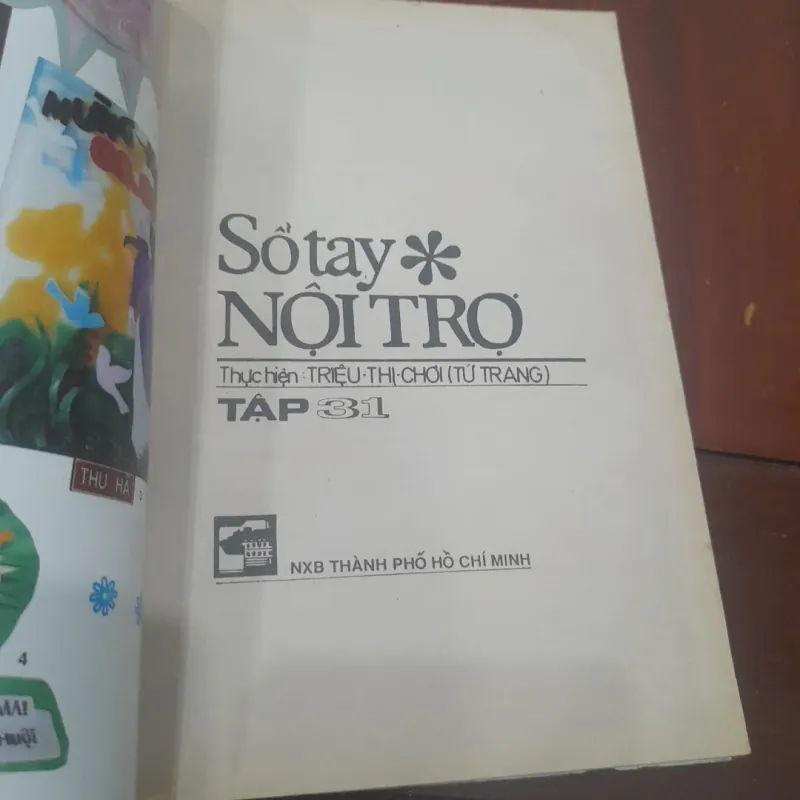 MỪNG
THU HÀ
4
MAI
Sổ tay *
NỘI TRỢ
Thực hiện : TRIỆU·THỊ·CHƠI (TỨ TRANG)
TẬP 31
NXB THÀNH PHỐ HỒ CHÍ MINH